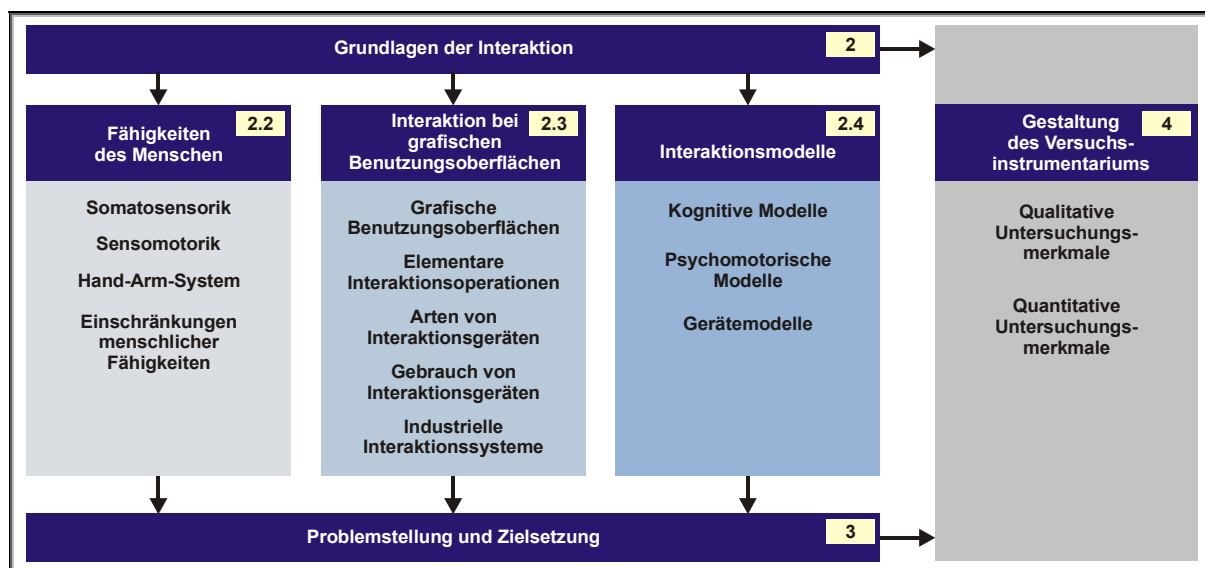 Grundlagen der Interaktion
2
Fähigkeiten
des Menschen
2.2
Somatosensorik
Sensomotorik
Hand-Arm-System
Einschränkungen
menschlicher
Fähigkeiten
Interaktion bei
grafischen
Benutzungsoberflächen
2.3
Grafische
Benutzungsoberflächen
Elementare
Interaktionsoperationen
Arten von
Interaktionsgeräten
Gebrauch von
Interaktionsgeräten
Industrielle
Interaktionssysteme
Interaktionsmodelle
2.4
Kognitive Modelle
Psychomotorische
Modelle
Gerätemodelle
Gestaltung
des Versuchs-
instrumentariums
4
Qualitative
Untersuchungs-
merkmale
Quantitative
Untersuchungs-
merkmale
Problemstellung und Zielsetzung
3